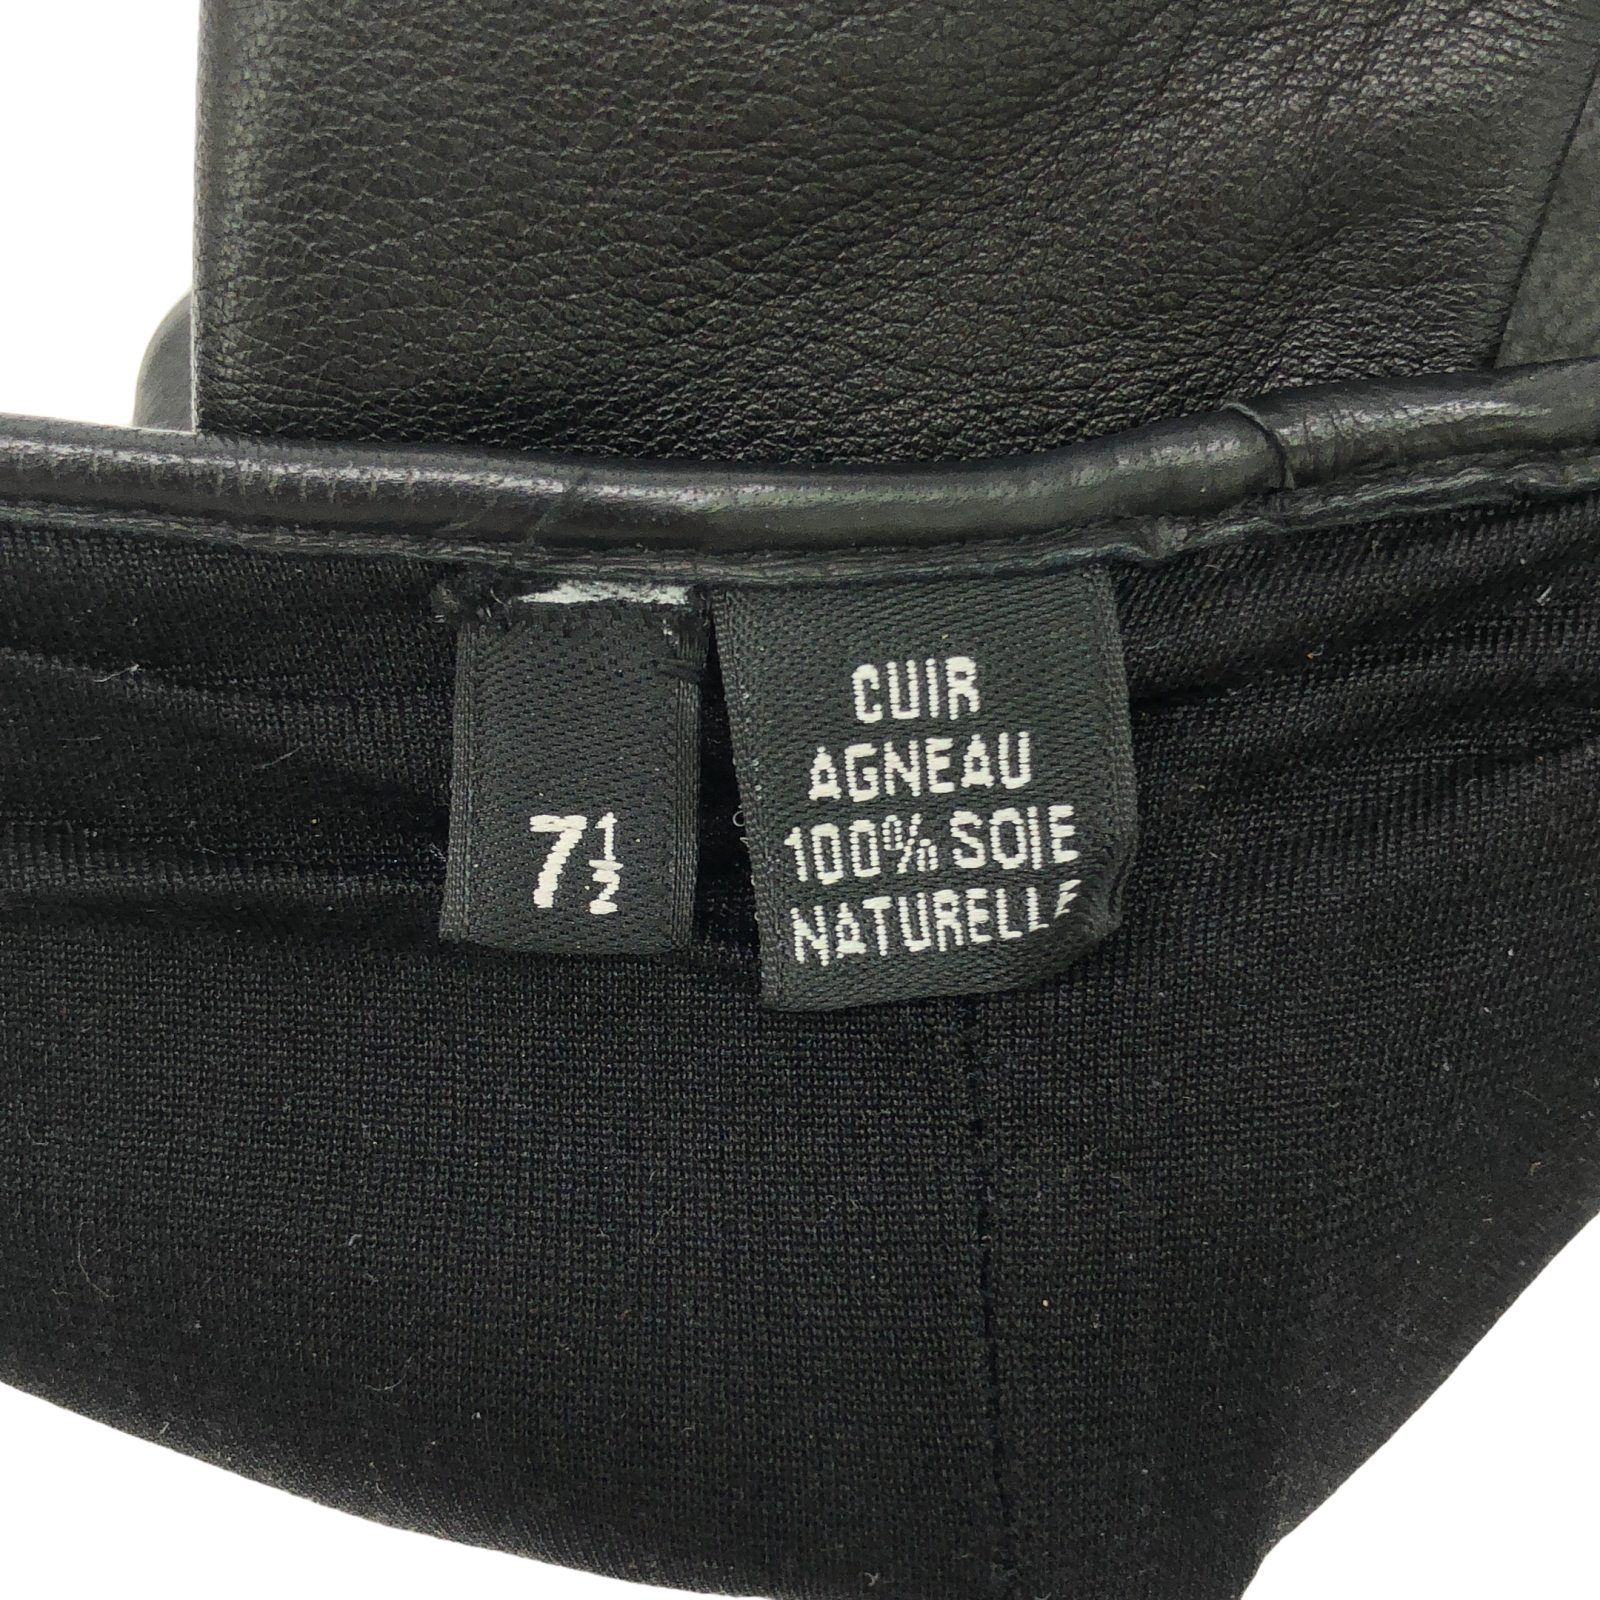 7½
CUIR
AGNEAU
100% SOIE
NATURELLE